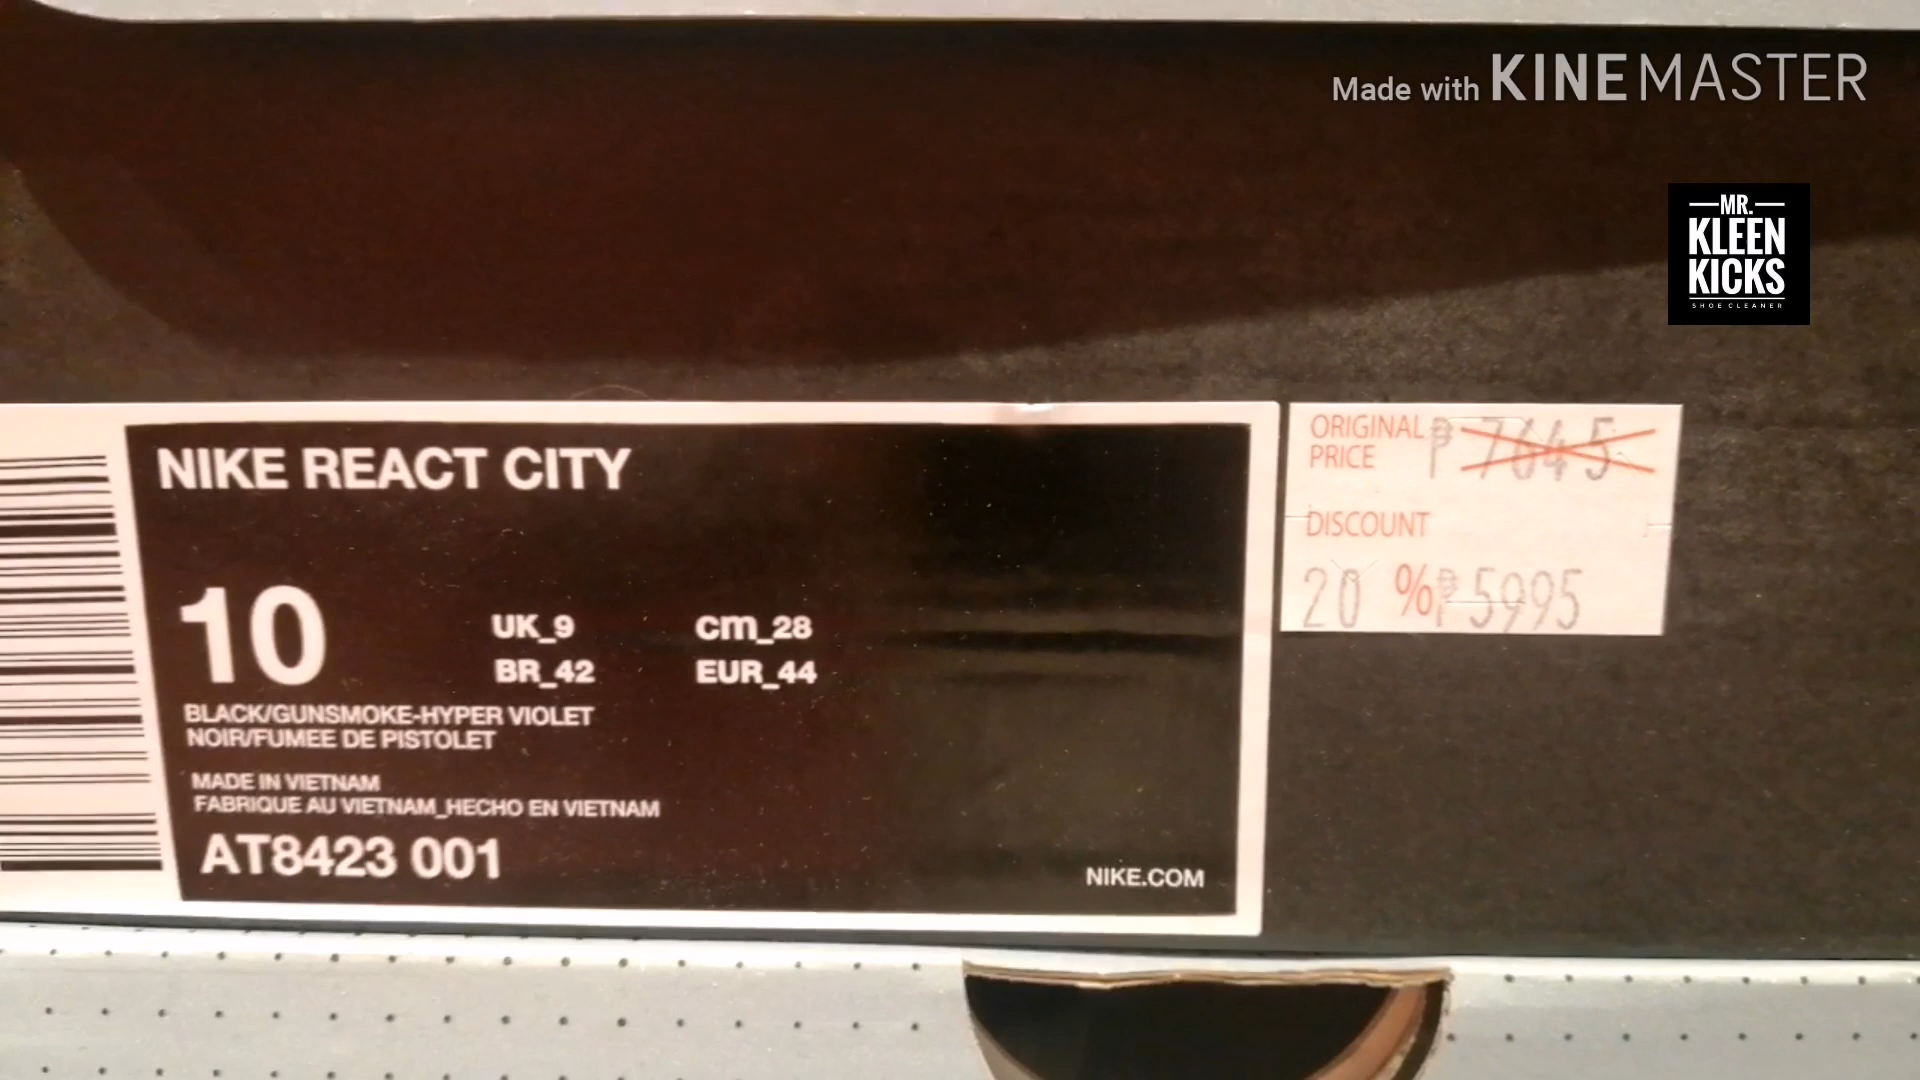 Made with KINEMASTER
MR.
KLEEN
KICKS
SHOE CLEANER
NIKE REACT CITY
10
UK_9 cm_28
BR_42 EUR_44
BLACK/GUNSMOKE-HYPER VIOLET
NOIR/FUMEE DE PISTOLET
MADE IN VIETNAM
FABRIQUE AU VIETNAM_HECHO EN VIETNAM
AT8423 001
NIKE.COM
ORIGINAL
PRICE ₱ 7645
DISCOUNT
20 %₱5995